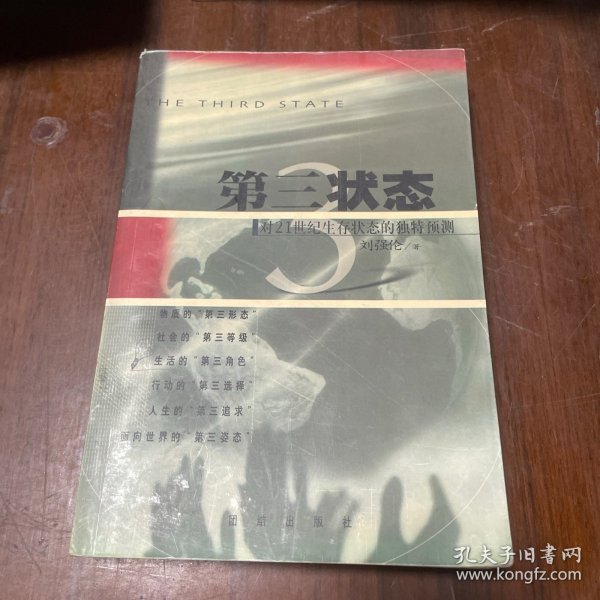 THE THIRD STATE
3
第三状态
对21世纪生存状态的独特预测
刘强伦/著
物质的“第三形态”
社会的“第三等级”
生活的“第三角色”
行动的“第三选择”
人生的“第三追求”
面向世界的“第三姿态”
团结出版社
孔夫子旧书网
www.kongfz.com